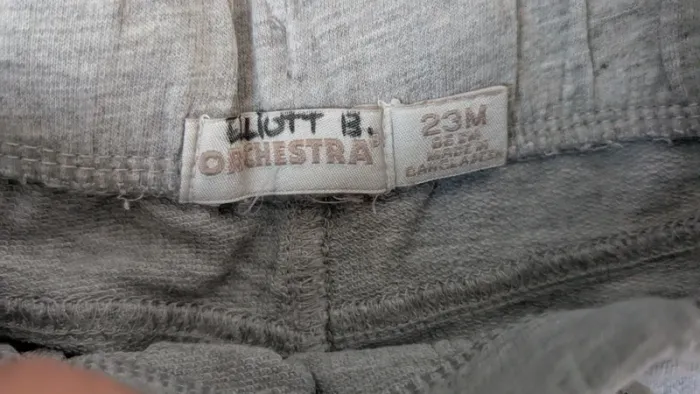 ELLIOTT B.
ORCHESTRA
23M